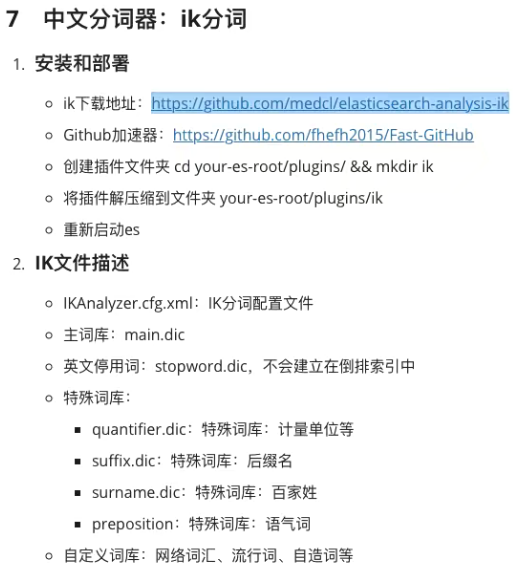 7 中文分词器：ik分词
1. 安装和部署
ik下载地址：https://github.com/medcl/elasticsearch-analysis-ik
Github加速器：https://github.com/fhefh2015/Fast-GitHub
创建插件文件夹 cd your-es-root/plugins/ && mkdir ik
将插件解压缩到文件夹 your-es-root/plugins/ik
重新启动es
2. IK文件描述
IKAnalyzer.cfg.xml：IK分词配置文件
主词库：main.dic
英文停用词：stopword.dic，不会建立在倒排索引中
特殊词库：
quantifier.dic：特殊词库：计量单位等
suffix.dic：特殊词库：后缀名
surname.dic：特殊词库：百家姓
preposition：特殊词库：语气词
自定义词库：网络词汇、流行词、自造词等